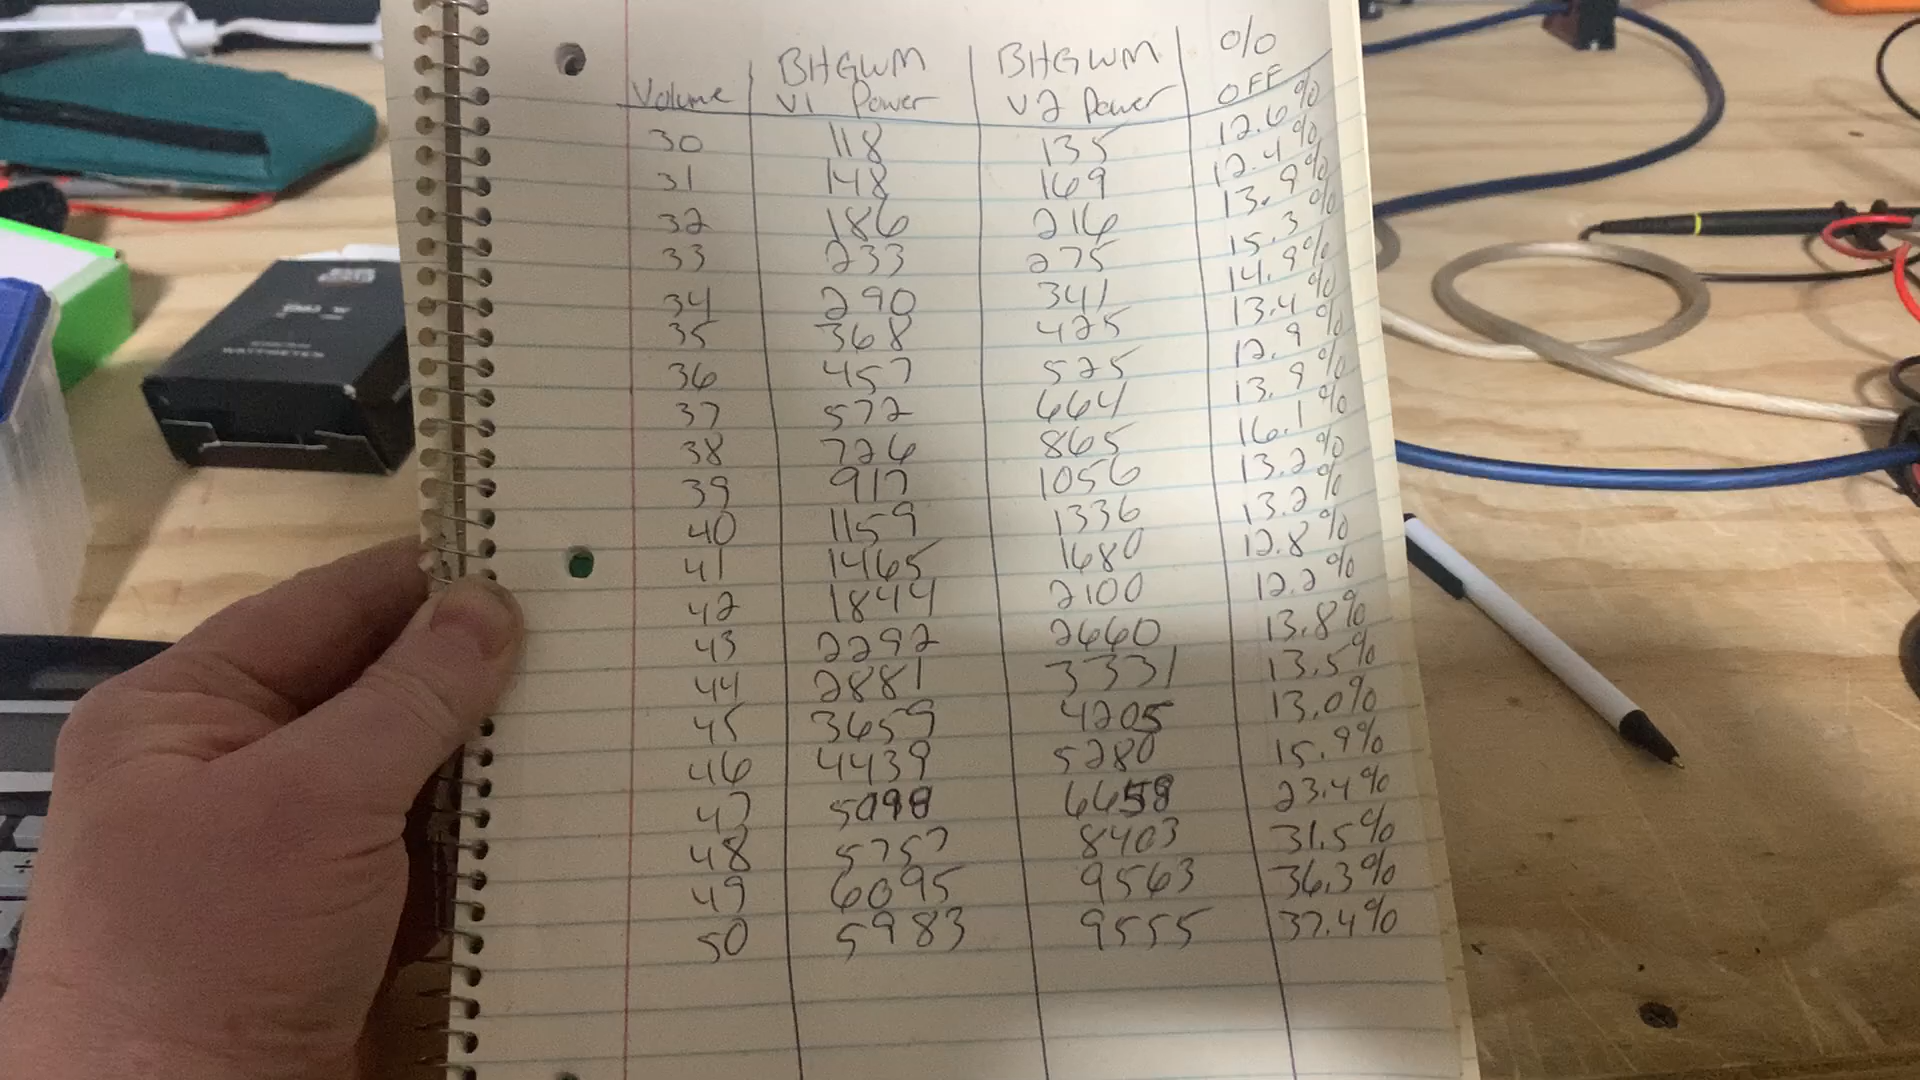 Volume | BHGWM V1 Power | BHGWM V2 Power | % OFF
30 118 135 12.6%
31 148 169 12.4%
32 186 216 13.9%
33 233 275 15.3%
34 290 341 14.9%
35 368 425 13.4%
36 457 525 12.9%
37 572 664 13.9%
38 726 865 16.1%
39 917 1056 13.2%
40 1159 1336 13.2%
41 1465 1680 12.8%
42 1844 2100 12.2%
43 2292 2660 13.8%
44 2881 3331 13.5%
45 3659 4205 13.0%
46 4439 5280 15.9%
47 5098 6658 23.4%
48 5757 8403 31.5%
49 6095 9563 36.3%
50 5983 9555 37.4%